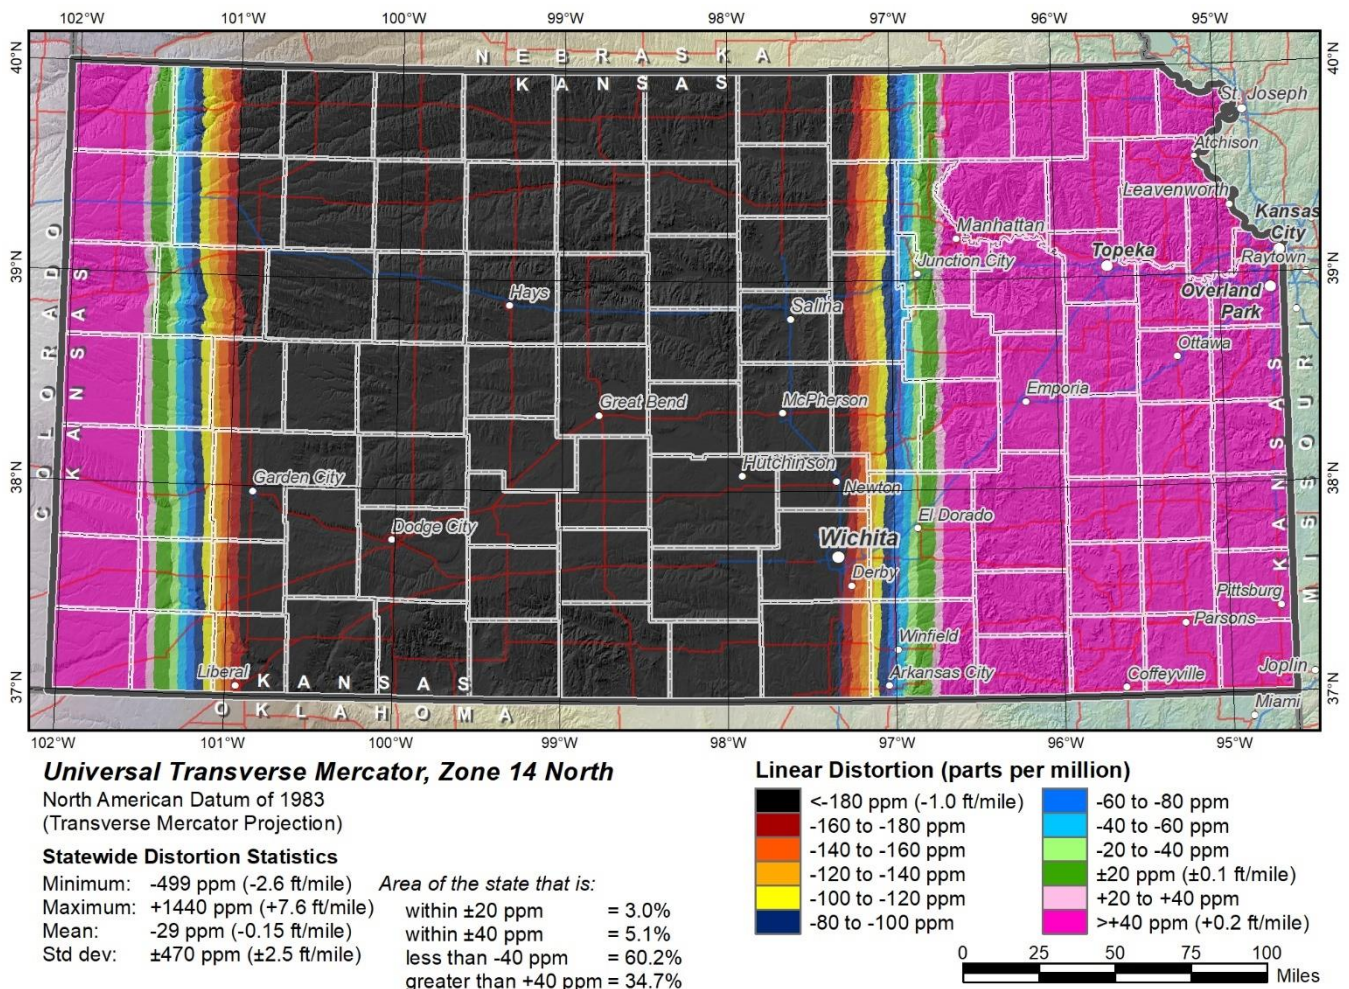 102°W 101°W 100°W 99°W 98°W 97°W 96°W 95°W
40°N 40°N
NEBRASKA
KANSAS
St. Joseph
Atchison
Leavenworth
Kansas
City
Manhattan
Topeka
Junction City
Raytown
39°N 39°N
Overland
Park
Hays
Salina
COLORADO
KANSAS
Ottawa
Emporia
Great Bend
McPherson
KANSAS
MISSOURI
38°N 38°N
Hutchinson
Garden City
Newton
Dodge City
El Dorado
Wichita
Derby
Pittsburg
Parsons
Winfield
Liberal
Arkansas City
Coffeyville
Joplin
37°N 37°N
KANSAS
OKLAHOMA
Miami
102°W 101°W 100°W 99°W 98°W 97°W 96°W 95°W
Universal Transverse Mercator, Zone 14 North
North American Datum of 1983
(Transverse Mercator Projection)
Statewide Distortion Statistics
Minimum: -499 ppm (-2.6 ft/mile)
Maximum: +1440 ppm (+7.6 ft/mile)
Mean: -29 ppm (-0.15 ft/mile)
Std dev: ±470 ppm (±2.5 ft/mile)
Area of the state that is:
within ±20 ppm = 3.0%
within ±40 ppm = 5.1%
less than -40 ppm = 60.2%
greater than +40 ppm = 34.7%
Linear Distortion (parts per million)
<-180 ppm (-1.0 ft/mile)
-160 to -180 ppm
-140 to -160 ppm
-120 to -140 ppm
-100 to -120 ppm
-80 to -100 ppm
-60 to -80 ppm
-40 to -60 ppm
-20 to -40 ppm
±20 ppm (±0.1 ft/mile)
+20 to +40 ppm
>+40 ppm (+0.2 ft/mile)
0 25 50 75 100
Miles